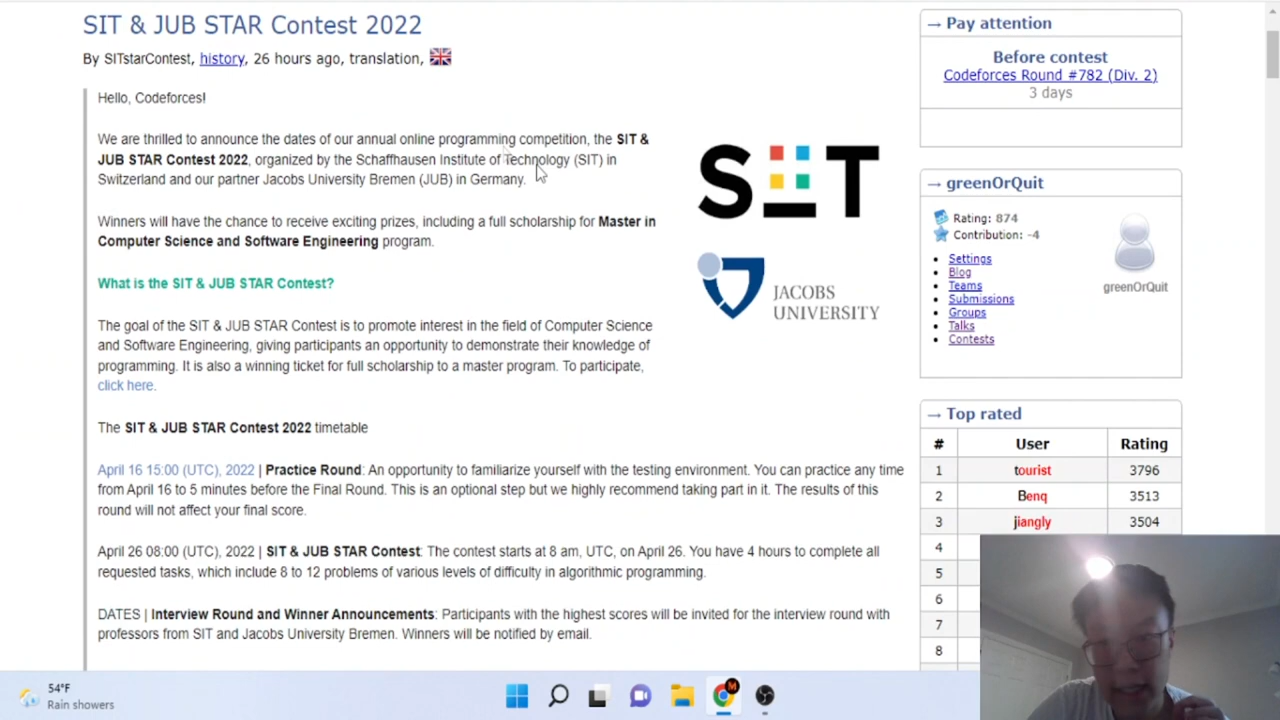 SIT & JUB STAR Contest 2022
By SITstarContest, history, 26 hours ago, translation,
Hello, Codeforces!
We are thrilled to announce the dates of our annual online programming competition, the SIT &
JUB STAR Contest 2022, organized by the Schaffhausen Institute of Technology (SIT) in
Switzerland and our partner Jacobs University Bremen (JUB) in Germany.
Winners will have the chance to receive exciting prizes, including a full scholarship for Master in
Computer Science and Software Engineering program.
What is the SIT & JUB STAR Contest?
The goal of the SIT & JUB STAR Contest is to promote interest in the field of Computer Science
and Software Engineering, giving participants an opportunity to demonstrate their knowledge of
programming. It is also a winning ticket for full scholarship to a master program. To participate,
click here.
The SIT & JUB STAR Contest 2022 timetable
April 16 15:00 (UTC), 2022 | Practice Round: An opportunity to familiarize yourself with the testing environment. You can practice any time
from April 16 to 5 minutes before the Final Round. This is an optional step but we highly recommend taking part in it. The results of this
round will not affect your final score.
April 26 08:00 (UTC), 2022 | SIT & JUB STAR Contest: The contest starts at 8 am, UTC, on April 26. You have 4 hours to complete all
requested tasks, which include 8 to 12 problems of various levels of difficulty in algorithmic programming.
DATES | Interview Round and Winner Announcements: Participants with the highest scores will be invited for the interview round with
professors from SIT and Jacobs University Bremen. Winners will be notified by email.
SIT
JACOBS
UNIVERSITY
→ Pay attention
Before contest
Codeforces Round #782 (Div. 2)
3 days
→ greenOrQuit
Rating: 874
Contribution: -4
Settings
Blog
Teams
Submissions
Groups
Talks
Contests
greenOrQuit
→ Top rated
# User Rating
1 tourist 3796
2 Benq 3513
3 jiangly 3504
4
5
6
7
8
54°F
Rain showers
M